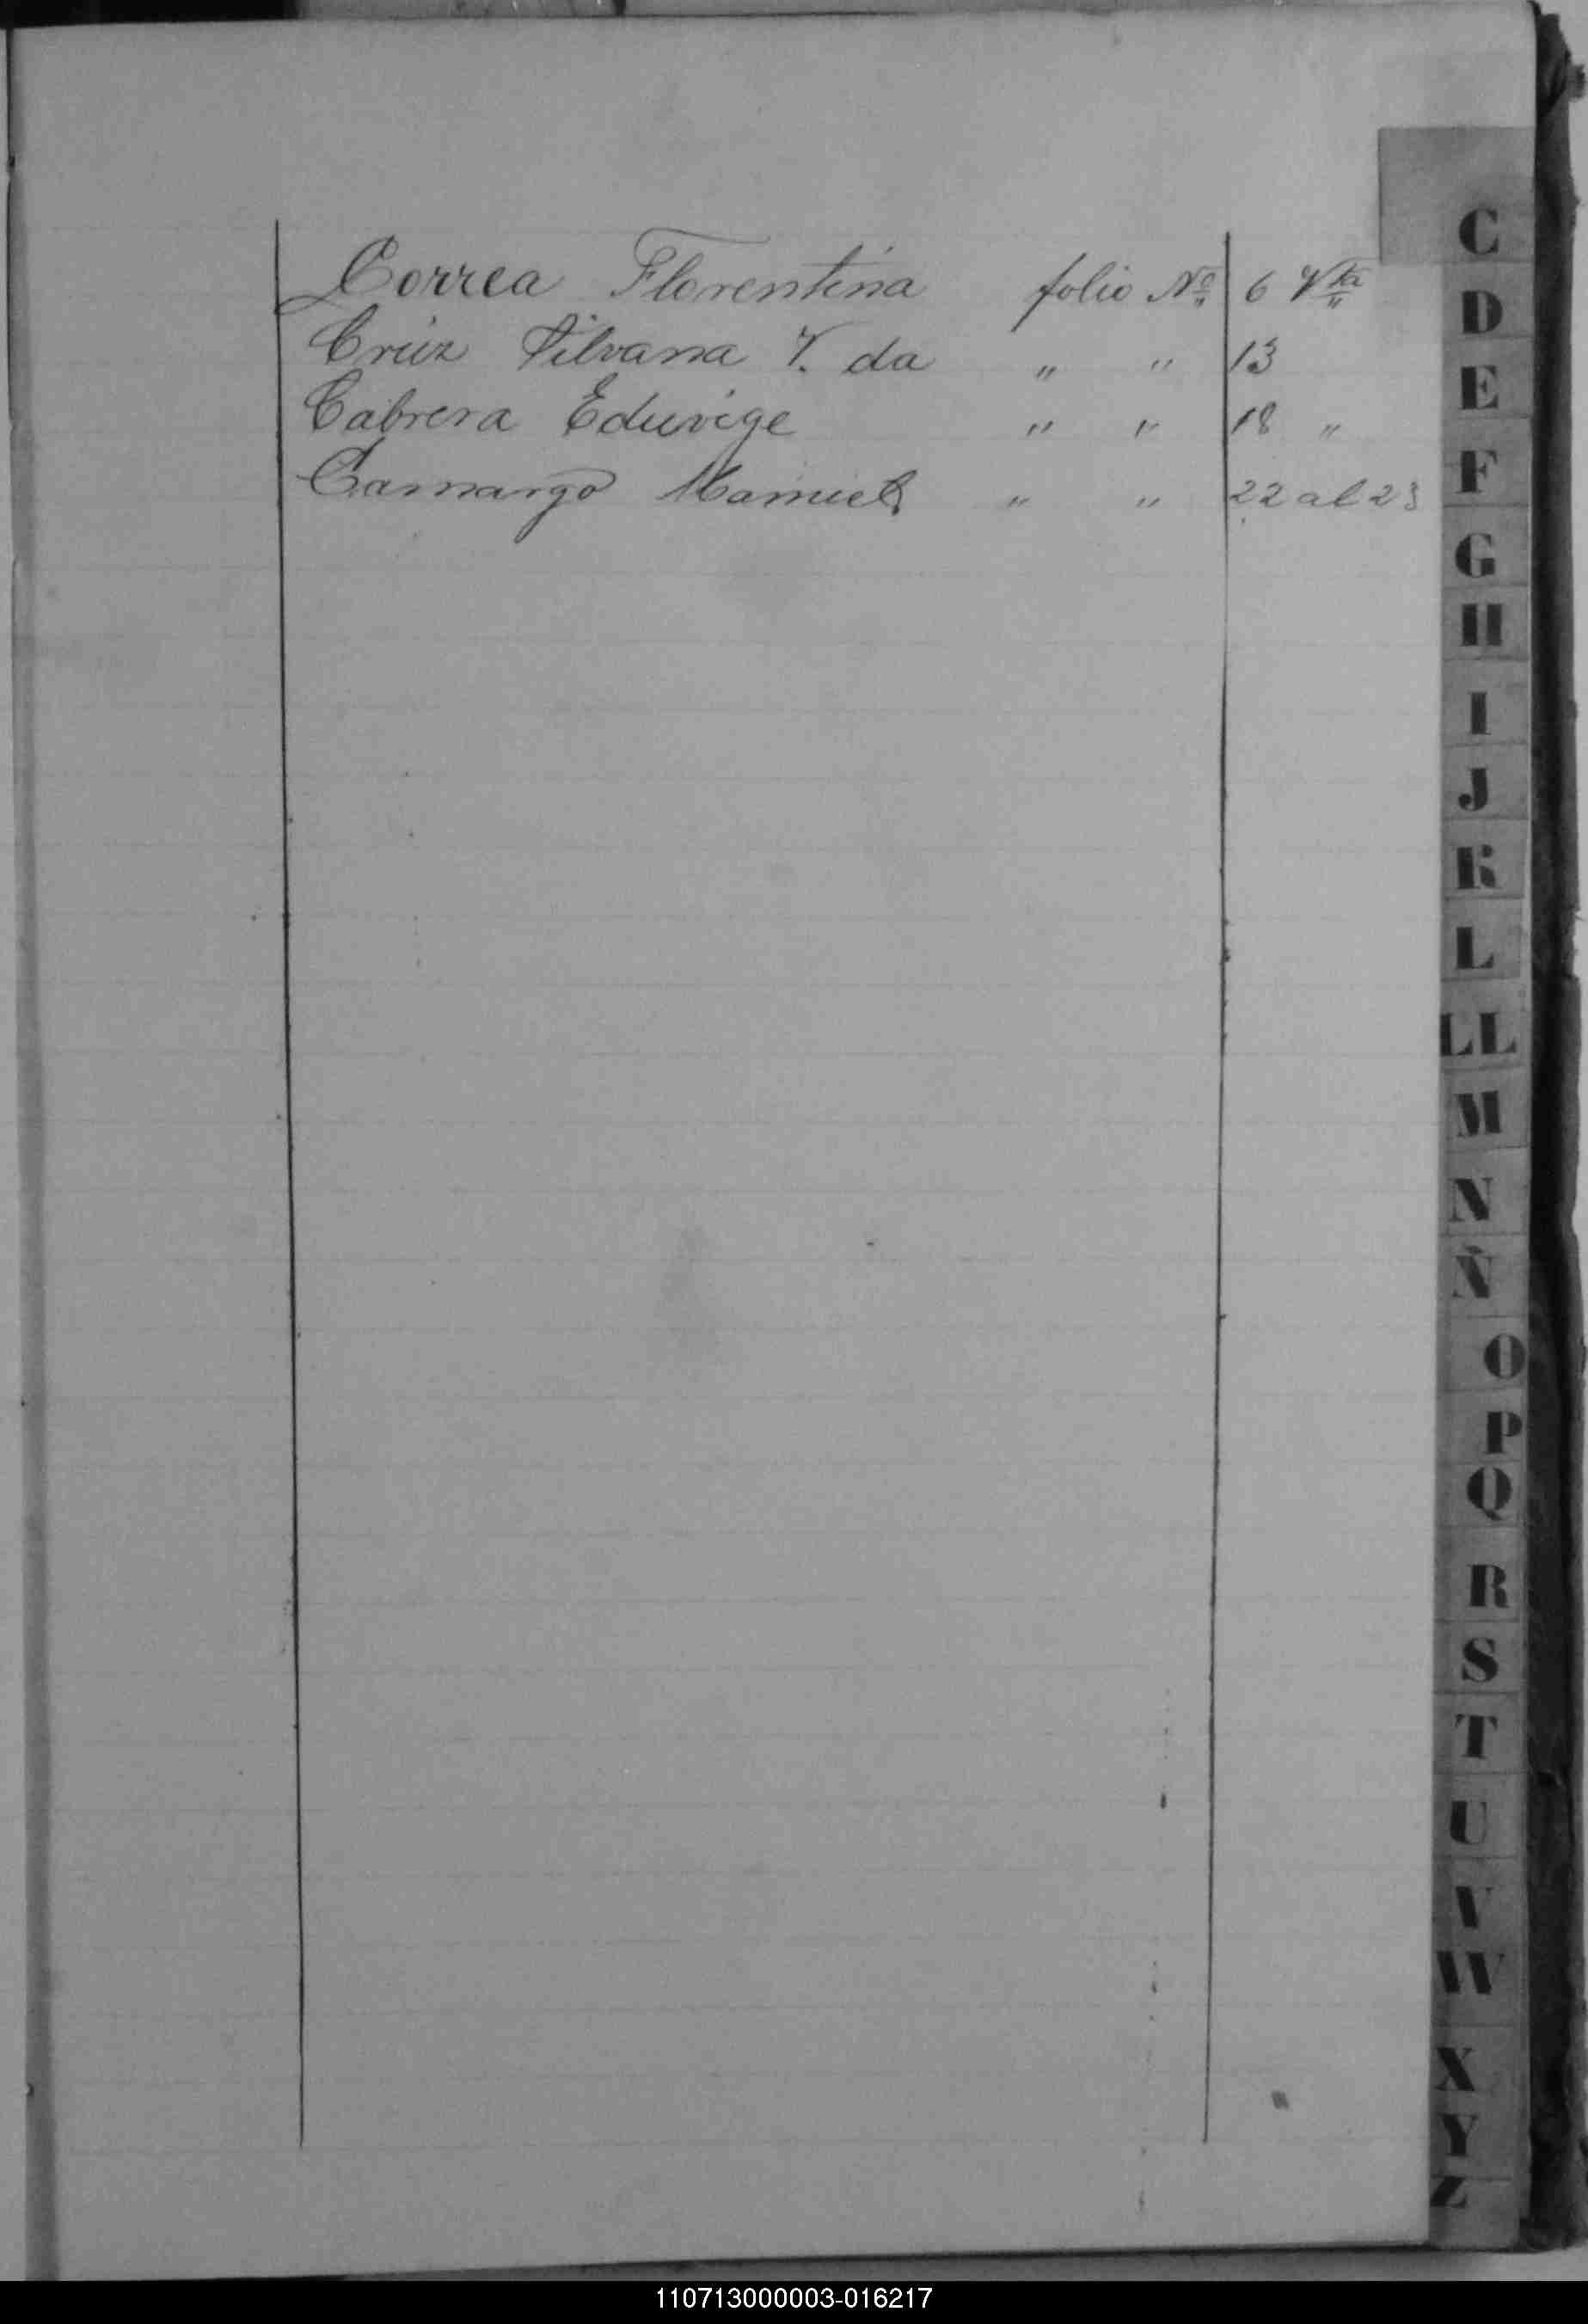 Correa Florentina folio Nº 6 Vta
Cruz Silvana V. da " " 13
Cabrera Eduvige " " 18 "
Camargo Manuel " " 22 al 23
C
D
E
F
G
H
I
J
K
L
LL
M
N
Ñ
O
P
Q
R
S
T
U
V
W
X
Y
Z
110713000003-016217